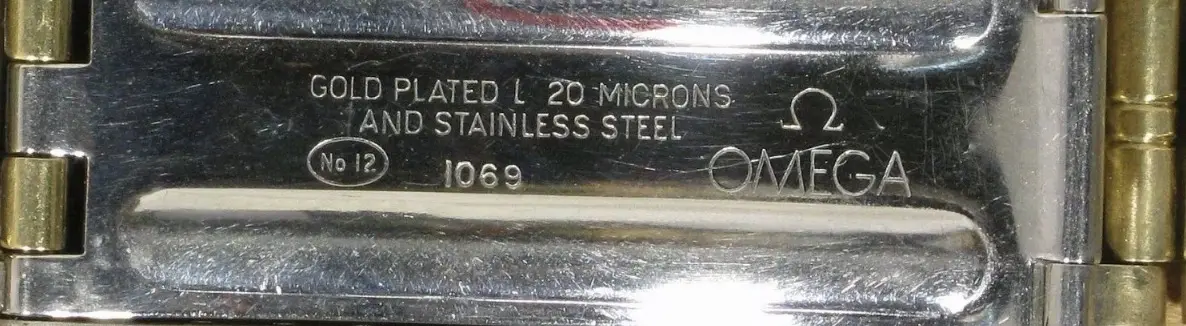 GOLD PLATED L 20 MICRONS
AND STAINLESS STEEL
No 12 1069
Ω
OMEGA